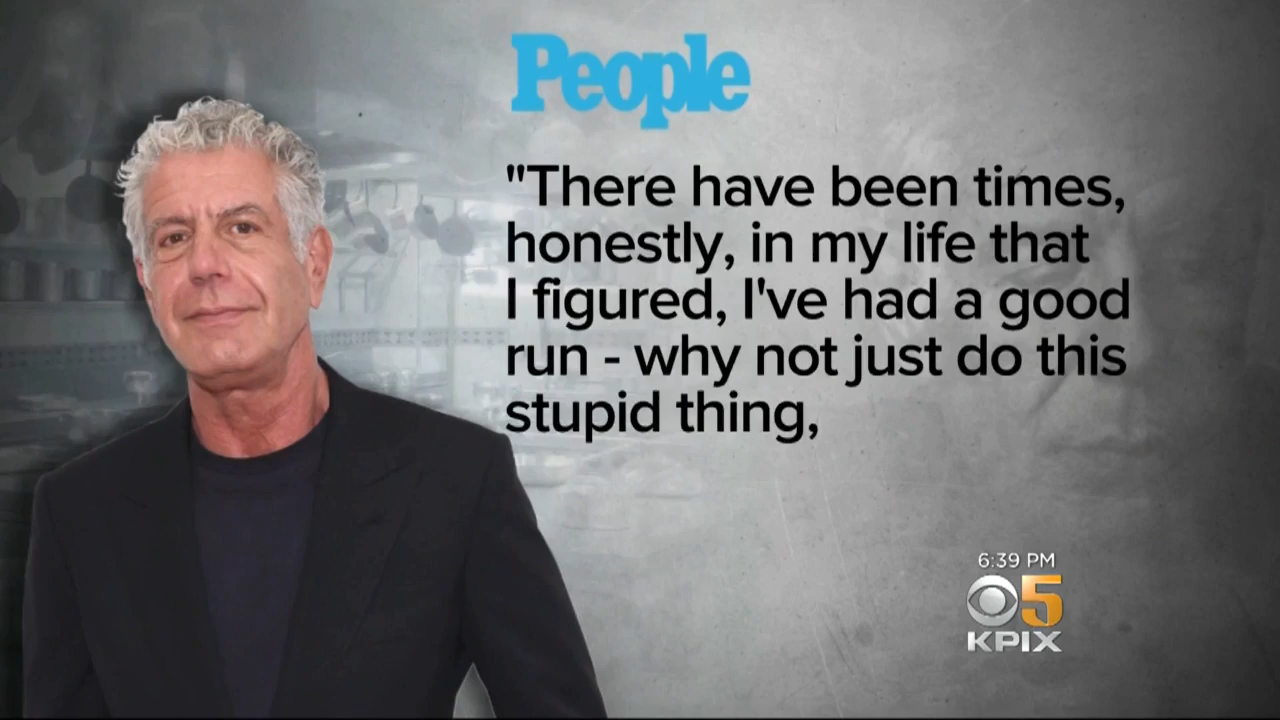 People
"There have been times,
honestly, in my life that
I figured, I've had a good
run - why not just do this
stupid thing,
6:39 PM
5
KPIX